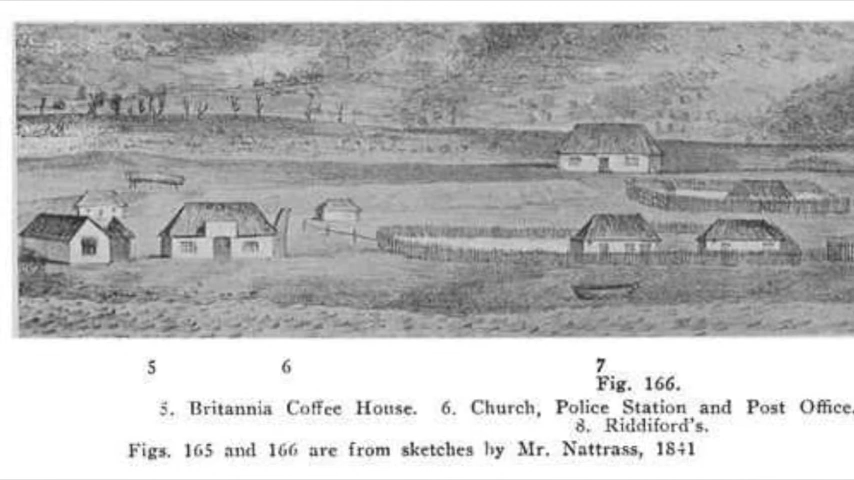 5 6 7
Fig. 166.
5. Britannia Coffee House. 6. Church, Police Station and Post Office.
8. Riddiford's.
Figs. 165 and 166 are from sketches by Mr. Nattrass, 1841